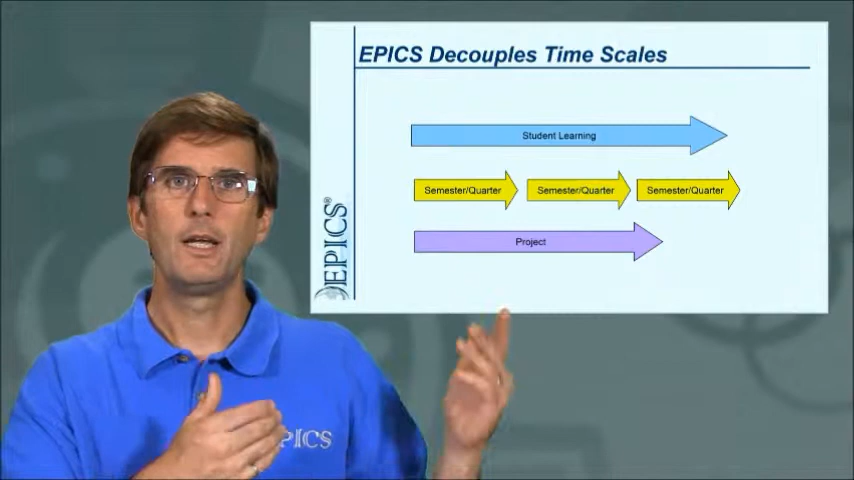 EPICS Decouples Time Scales
Student Learning
Semester/Quarter
Semester/Quarter
Semester/Quarter
Project
EPICS®
EPICS